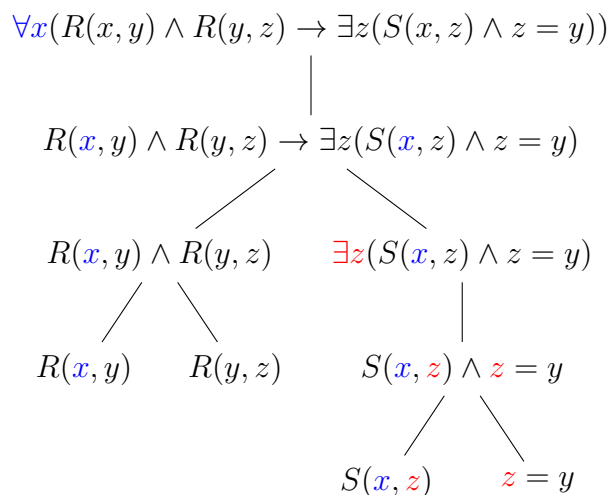 ∀x(R(x, y) ∧ R(y, z) → ∃z(S(x, z) ∧ z = y))
R(x, y) ∧ R(y, z) → ∃z(S(x, z) ∧ z = y)
R(x, y) ∧ R(y, z) ∃z(S(x, z) ∧ z = y)
R(x, y) R(y, z) S(x, z) ∧ z = y
S(x, z) z = y